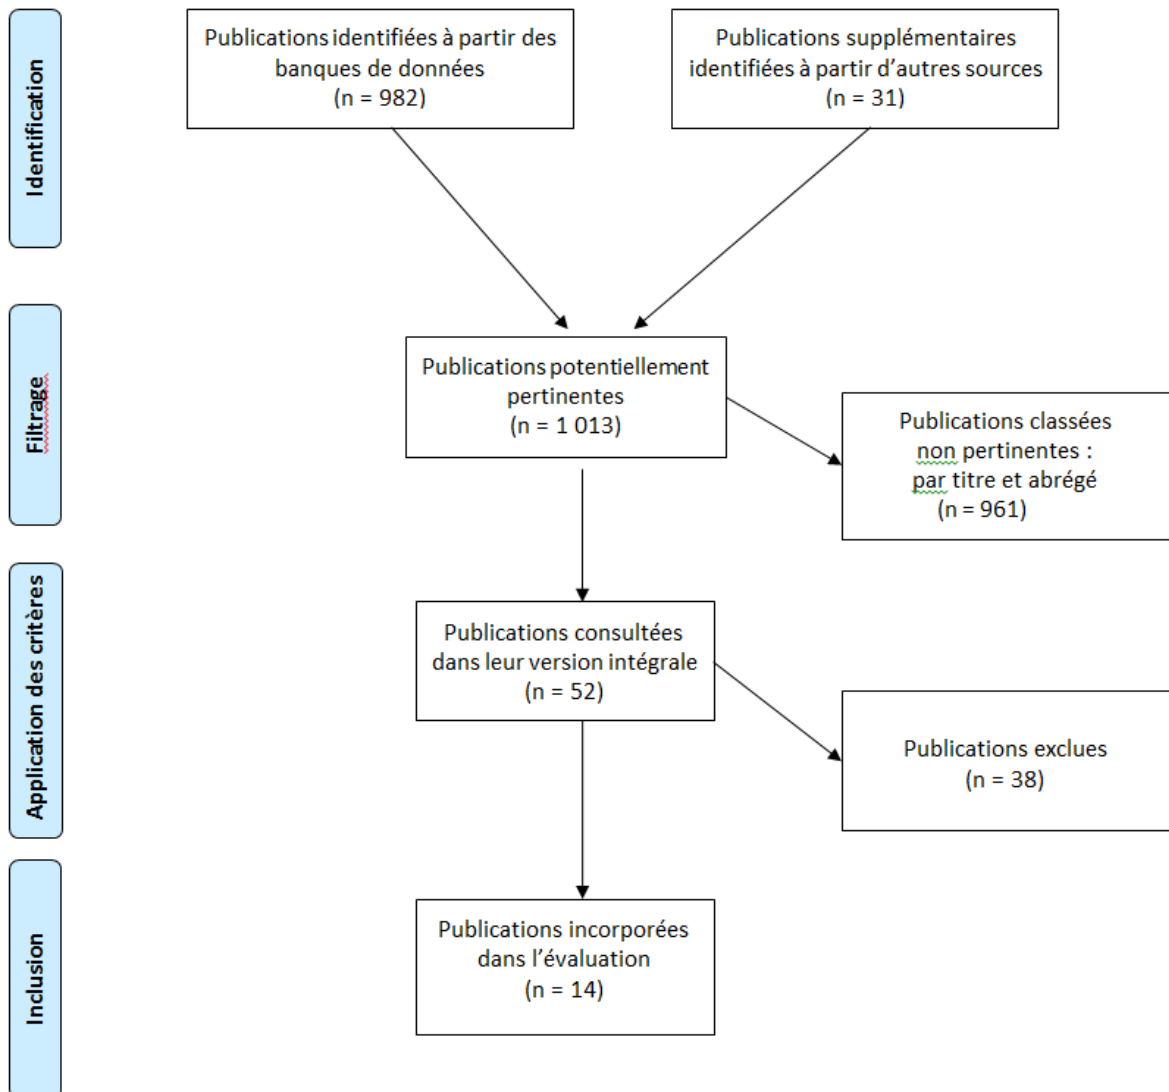 Identification
Publications identifiées à partir des
banques de données
(n = 982)
Publications supplémentaires
identifiées à partir d’autres sources
(n = 31)
Filtrage
Publications potentiellement
pertinentes
(n = 1 013)
Publications classées
non pertinentes :
par titre et abrégé
(n = 961)
Application des critères
Publications consultées
dans leur version intégrale
(n = 52)
Publications exclues
(n = 38)
Inclusion
Publications incorporées
dans l’évaluation
(n = 14)